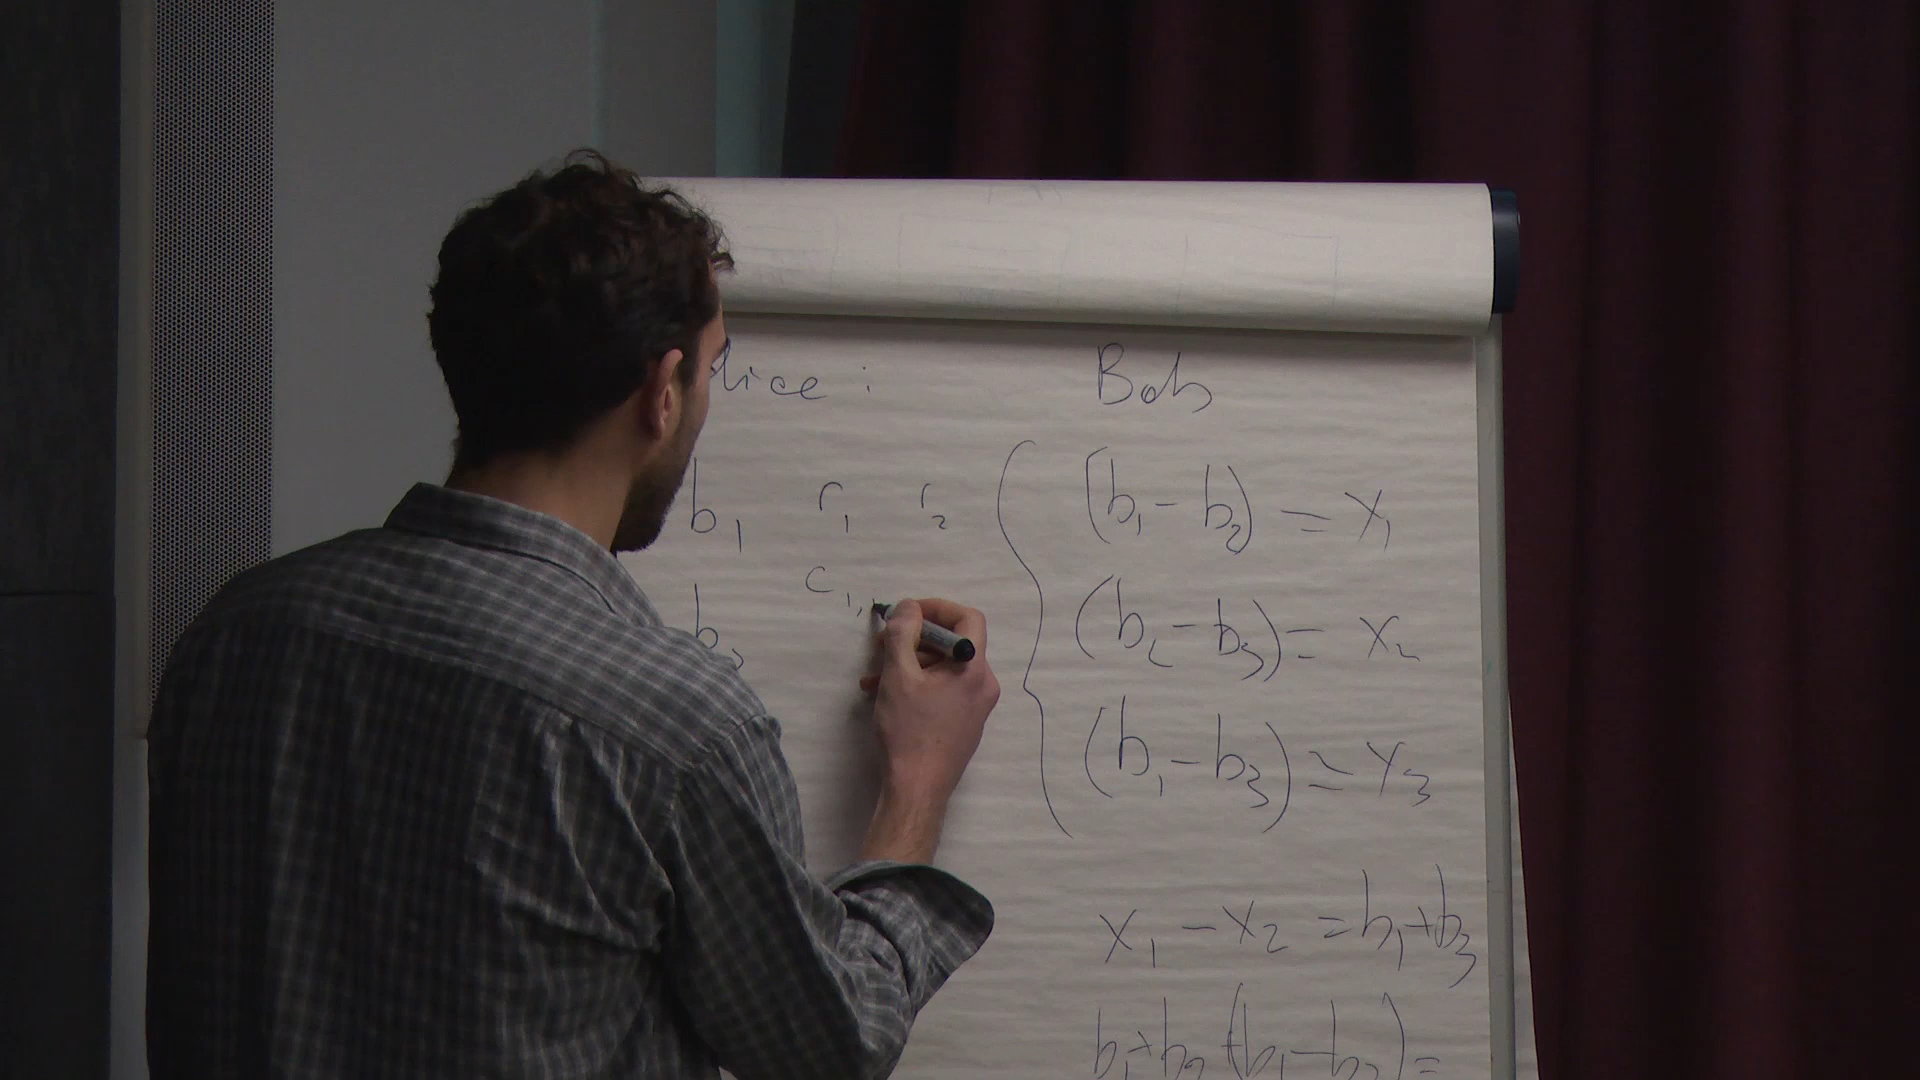 lice : Bob
b₁ r₁ r₂ (b₁ - b₂) = x₁
c₁,
b₃ (b₂ - b₃) = x₂
(b₁ - b₃) = y₃
x₁ - x₂ = b₁ + b₃